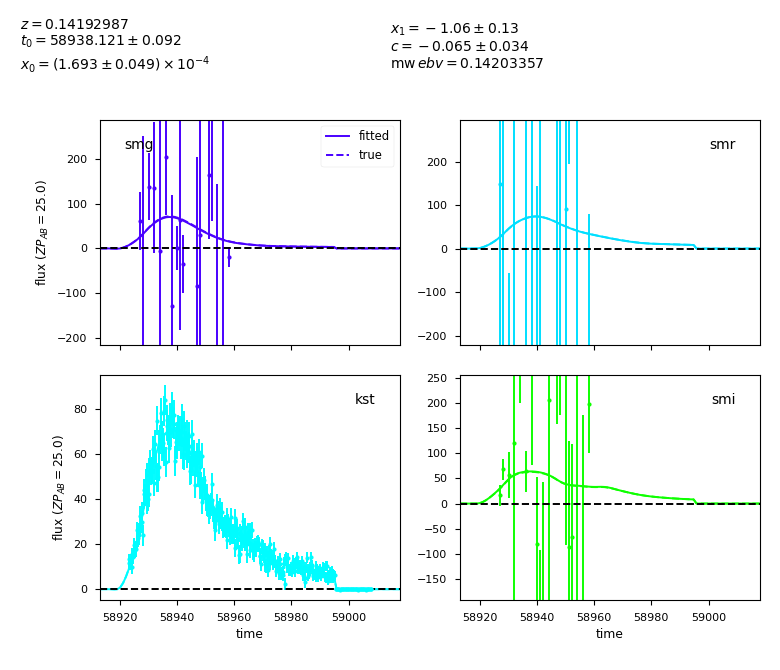 z = 0.14192987
t₀ = 58938.121 ± 0.092
x₀ = (1.693 ± 0.049) × 10⁻⁴
x₁ = −1.06 ± 0.13
c = −0.065 ± 0.034
mw ebv = 0.14203357
smg
fitted
true
200
100
0
−100
−200
flux (ZP_AB = 25.0)
smr
200
100
0
−100
−200
kst
80
60
40
20
0
flux (ZP_AB = 25.0)
58920 58940 58960 58980 59000
time
smi
250
200
150
100
50
0
−50
−100
−150
58920 58940 58960 58980 59000
time